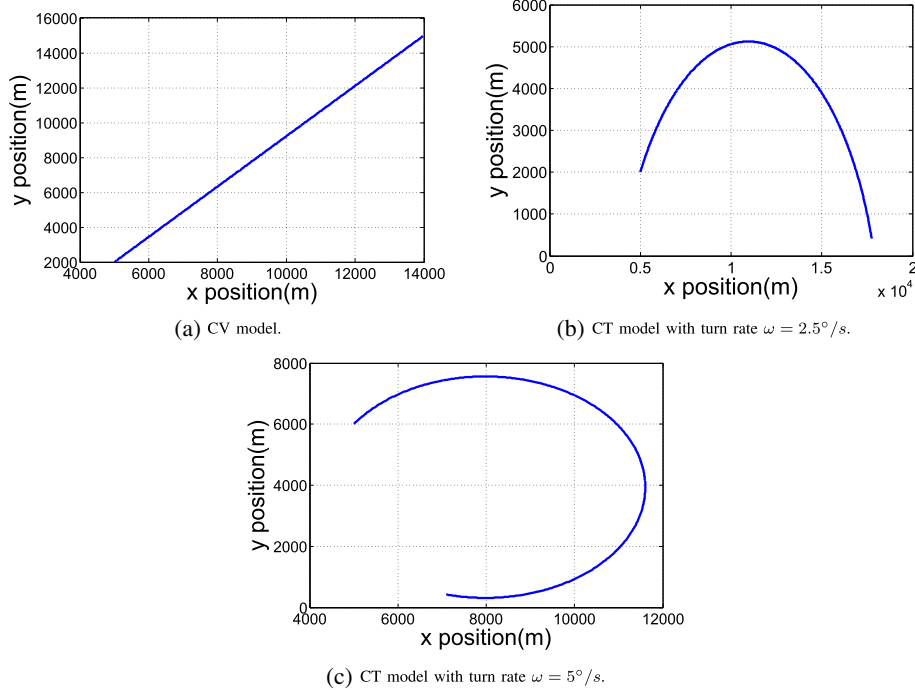 16000
14000
12000
10000
8000
6000
4000
2000
4000 6000 8000 10000 12000 14000
y position(m)
x position(m)
(a) CV model.
6000
5000
4000
3000
2000
1000
0
0 0.5 1 1.5 2
x 10^4
y position(m)
x position(m)
(b) CT model with turn rate ω = 2.5°/s.
8000
6000
4000
2000
0
4000 6000 8000 10000 12000
y position(m)
x position(m)
(c) CT model with turn rate ω = 5°/s.